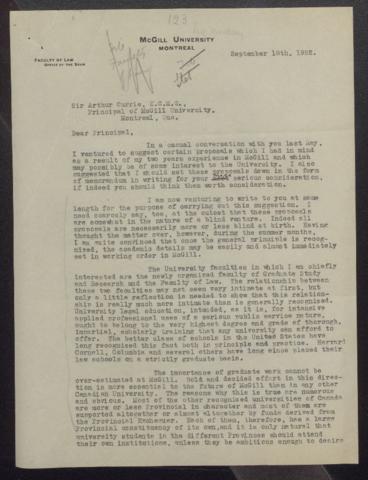 123
McGill University
MONTREAL
Faculty of Law
Office of the Dean
September 18th, 1922.
Sir Arthur Currie, K.C.M.G.,
Principal of McGill University,
Montreal, Que.
Dear Principal,
In a casual conversation with you last May,
I ventured to suggest certain proposals which I had in mind
as a result of my two years experience in McGill and which
may possibly be of some interest to the University. I also
suggested that I should set these proposals down in the form
of memorandum in writing for your serious consideration,
if indeed you should think them worth consideration.
I am now venturing to write to you at some
length for the purpose of carrying out this suggestion. I
need scarcely say, too, at the outset that these proposals
are somewhat in the nature of a blind venture. Indeed all
proposals are necessarily more or less blind at birth. Having
thought the matter over, however, during the summer months,
I am quite convinced that once the general principle is recog-
nized, the academic details may be easily and almost immediately
set in working order in McGill.
The University faculties in which I am chiefly
interested are the newly organised Faculty of Graduate Study
and Research and the Faculty of Law. The relationship between
these two faculties may not seem very intimate at first, but
only a little reflection is needed to show that this relation-
ship is really much more intimate than is generally recognised.
University legal education, intended, as it is, for intensive
applied professional uses of a serious public service nature,
ought to belong to the very highest degree and grade of thorough,
immaterial, scholarly training that any university can afford to
offer. The better class of schools in the United States have
long recognised this fact both in principle and practice. Harvard
Cornell, Columbia and several others have long since placed their
law schools on a strictly graduate basis.
The importance of graduate work cannot be
over-estimated at McGill. Bold and decided effort in this direc-
tion is more essential to the future of McGill than in any other
Canadian University. The reasons why this is true are numerous
and obvious. Most of the other recognised universities of Canada
are more or less Provincial in character and most of them are
supported altogether or almost altogether by funds derived from
the Provincial Exchequer. Each of them, therefore, has a large
Provincial constituency of its own, and it is only natural that
university students in the different Provinces should attend
their own institutions, unless they be ambitious enough to desire